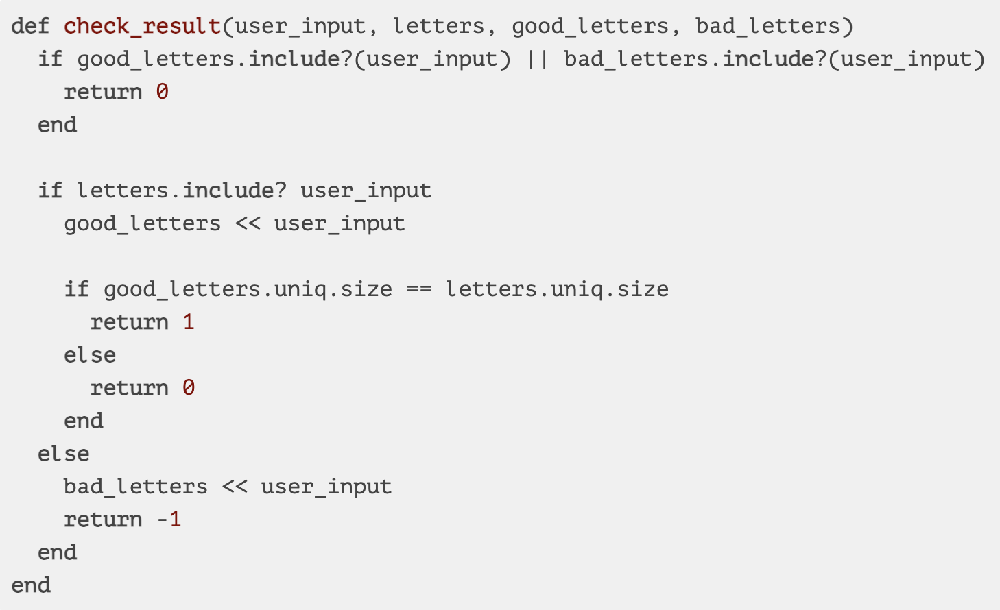 def check_result(user_input, letters, good_letters, bad_letters)
  if good_letters.include?(user_input) || bad_letters.include?(user_input)
    return 0
  end

  if letters.include? user_input
    good_letters << user_input

    if good_letters.uniq.size == letters.uniq.size
      return 1
    else
      return 0
    end
  else
    bad_letters << user_input
    return -1
  end
end